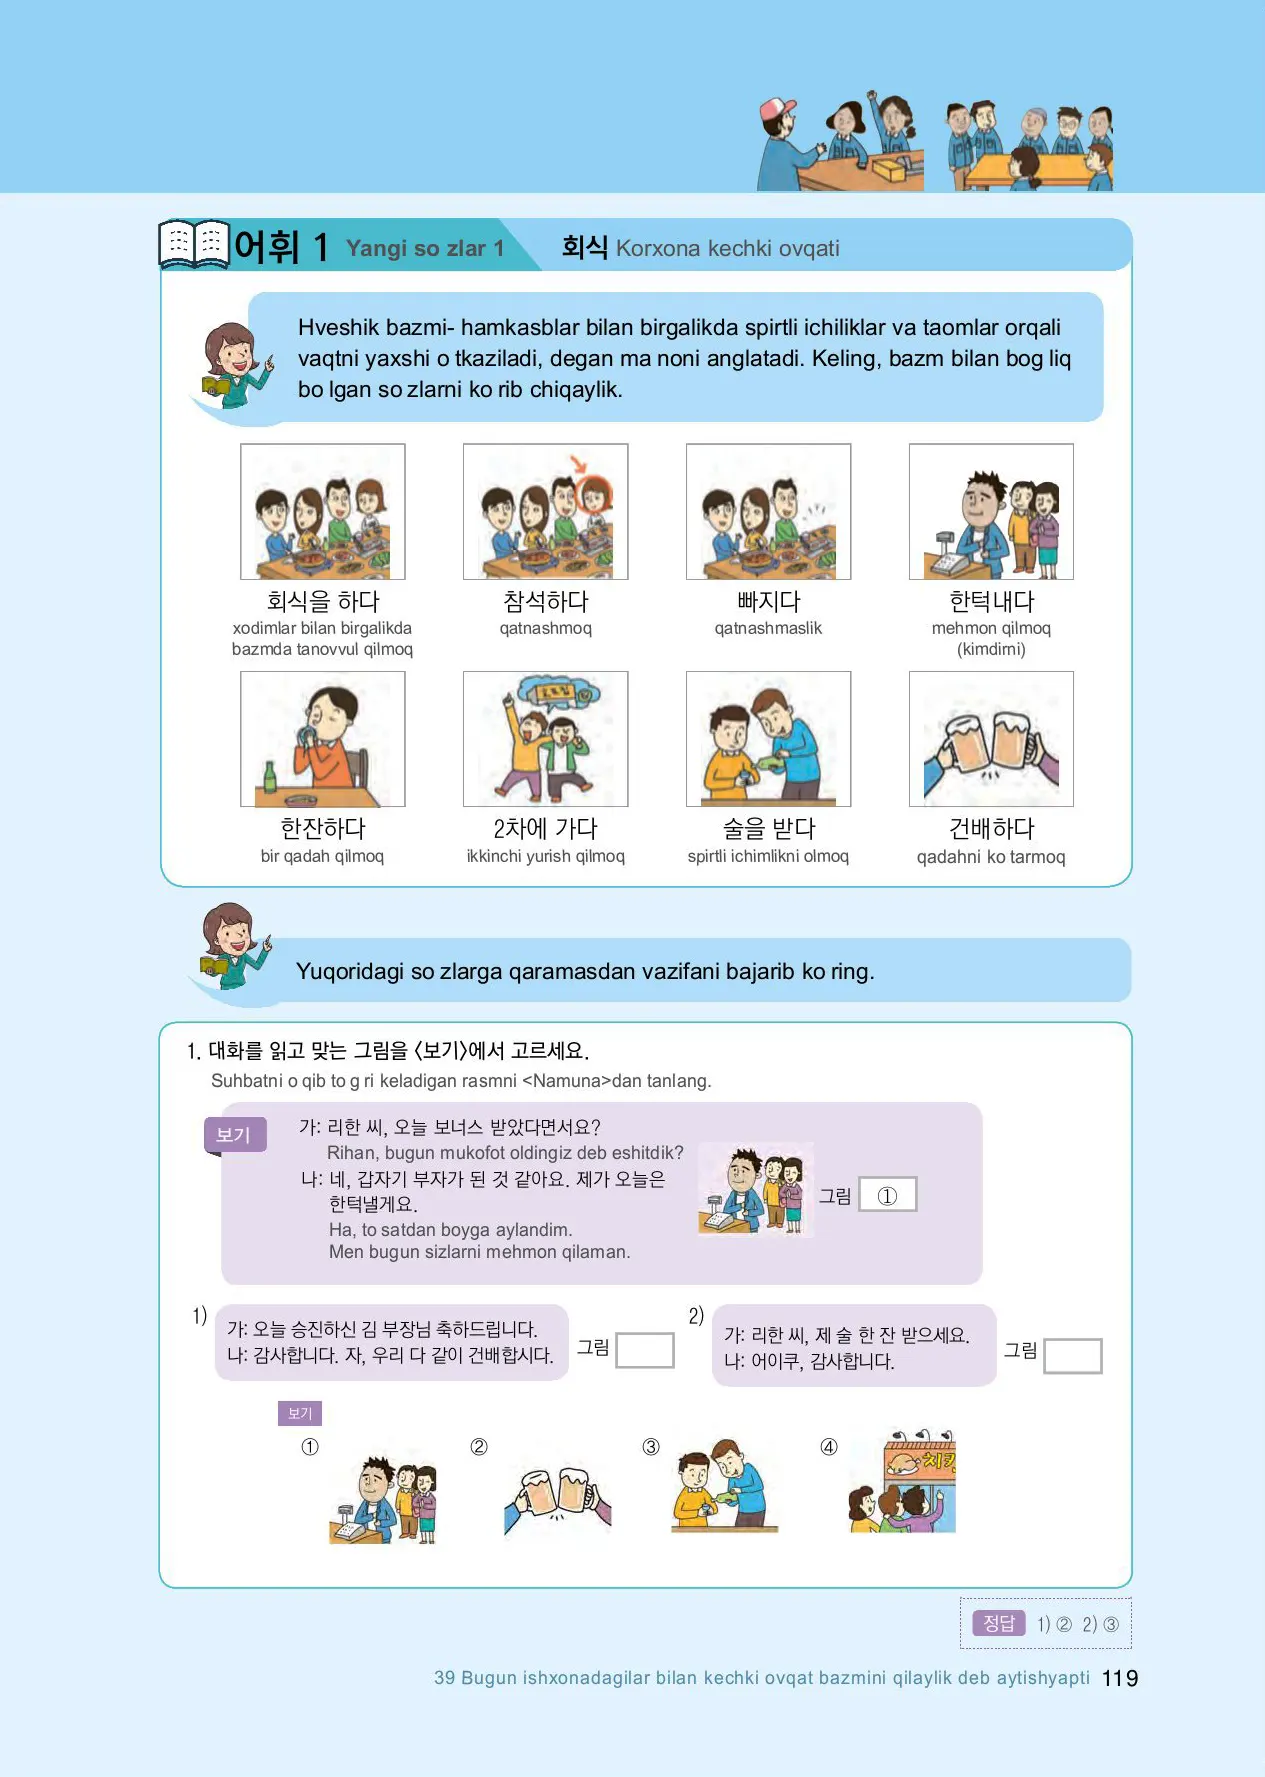 어휘 1 Yangi so zlar 1 회식 Korxona kechki ovqati
Hveshik bazmi- hamkasblar bilan birgalikda spirtli ichiliklar va taomlar orqali
vaqtni yaxshi o tkaziladi, degan ma noni anglatadi. Keling, bazm bilan bog liq
bo lgan so zlarni ko rib chiqaylik.
회식을 하다 참석하다 빠지다 한턱내다
xodimlar bilan birgalikda qatnashmoq qatnashmaslik mehmon qilmoq
bazmda tanovvul qilmoq (kimdirni)
한잔하다 2차에 가다 술을 받다 건배하다
bir qadah qilmoq ikkinchi yurish qilmoq spirtli ichimlikni olmoq qadahni ko tarmoq
Yuqoridagi so zlarga qaramasdan vazifani bajarib ko ring.
1. 대화를 읽고 맞는 그림을 〈보기〉에서 고르세요.
Suhbatni o qib to g ri keladigan rasmni <Namuna>dan tanlang.
보기
가: 리한 씨, 오늘 보너스 받았다면서요?
Rihan, bugun mukofot oldingiz deb eshitdik?
나: 네, 갑자기 부자가 된 것 같아요. 제가 오늘은
한턱낼게요.
Ha, to satdan boyga aylandim.
Men bugun sizlarni mehmon qilaman.
그림 ①
1)
가: 오늘 승진하신 김 부장님 축하드립니다.
나: 감사합니다. 자, 우리 다 같이 건배합시다.
그림
2)
가: 리한 씨, 제 술 한 잔 받으세요.
나: 어이쿠, 감사합니다.
그림
보기
① ② ③ ④
치킨
정답 1) ② 2) ③
39 Bugun ishxonadagilar bilan kechki ovqat bazmini qilaylik deb aytishyapti 119